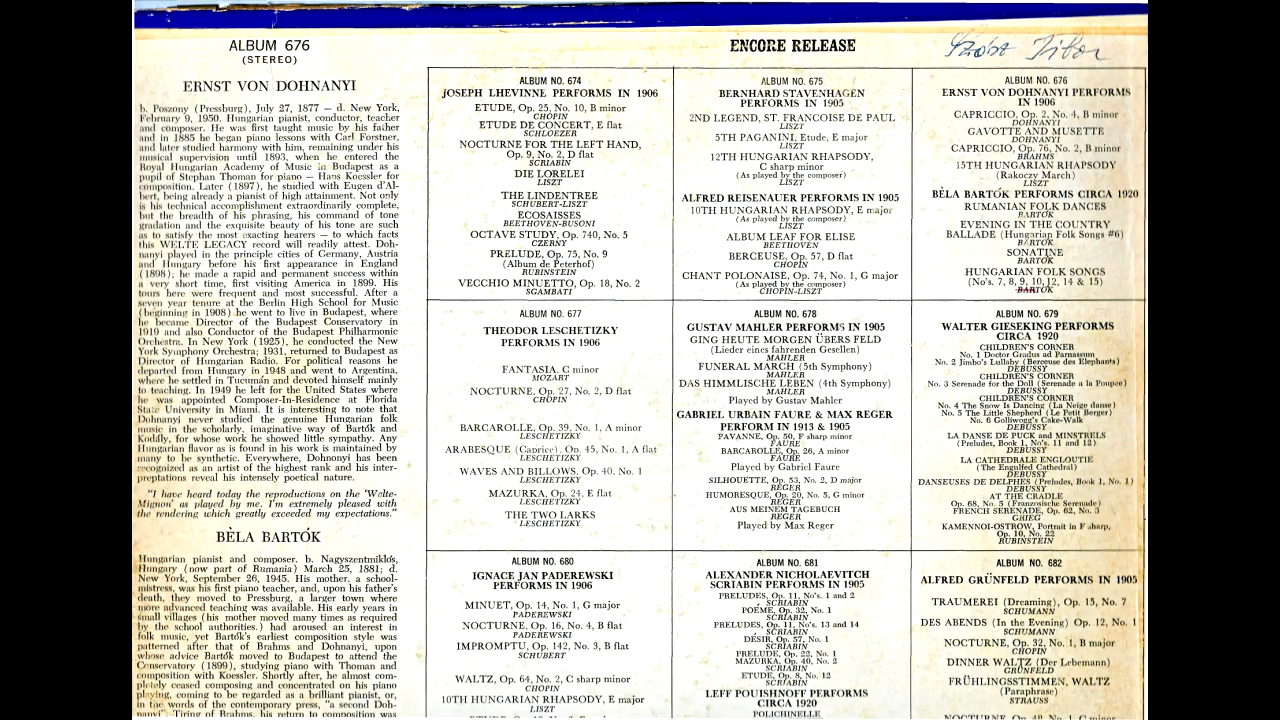 ALBUM 676
(STEREO)
ERNST VON DOHNANYI
b. Poszony (Pressburg), July 27, 1877 — d. New York,
February 9, 1950. Hungarian pianist, conductor, teacher
and composer. He was first taught music by his father
and in 1885 he began piano lessons with Carl Forstner,
and later studied harmony with him, remaining under his
musical supervision until 1893, when he entered the
Royal Hungarian Academy of Music in Budapest as a
pupil of Stephan Thoman for piano — Hans Koessler for
composition. Later (1897), he studied with Eugen d'Al-
bert, being already a pianist of high attainment. Not only
is his technical accomplishment extraordinarily complete,
but the breadth of his phrasing, his command of tone
gradation and the exquisite beauty of his tone are such
as to satisfy the most exacting hearers — to which facts
this WELTE LEGACY record will readily attest. Doh-
nanyi played in the principle cities of Germany, Austria
and Hungary before his first appearance in England
(1898); he made a rapid and permanent success within
a very short time, first visiting America in 1899. His
tours here were frequent and most successful. After a
seven year tenure at the Berlin High School for Music
(beginning in 1908) he went to live in Budapest, where
he became Director of the Budapest Conservatory in
1919 and also Conductor of the Budapest Philharmonic
Orchestra. In New York (1925), he conducted the New
York Symphony Orchestra; 1931, returned to Budapest as
Director of Hungarian Radio. For political reasons he
departed from Hungary in 1948 and went to Argentina,
where he settled in Tucumán and devoted himself mainly
to teaching. In 1949 he left for the United States where
he was appointed Composer-In-Residence at Florida
State University in Miami. It is interesting to note that
Dohnanyi never studied the genuine Hungarian folk
music in the scholarly, imaginative way of Bartók and
Kodály, for whose work he showed little sympathy. Any
Hungarian flavor as is found in his work is maintained by
many to be synthetic. Everywhere, Dohnonyi has been
recognized as an artist of the highest rank and his inter-
pretations reveal his intensely poetical nature.
"I have heard today the reproductions on the 'Welte-
Mignon' as played by me. I'm extremely pleased with
the rendering which greatly exceeded my expectations."
BÈLA BARTÓK
Hungarian pianist and composer. b. Nagyszentmiklós,
Hungary (now part of Rumania) March 25, 1881; d.
New York, September 26, 1945. His mother, a school-
mistress, was his first piano teacher, and, upon his father's
death, they moved to Pressburg, a larger town where
more advanced teaching was available. His early years in
small villages (his mother moved many times as required
by the school authorities.) had aroused an interest in
folk music, yet Bartók's earliest composition style was
patterned after that of Brahms and Dohnanyi, upon
whose advice Bartók moved to Budapest to attend the
Conservatory (1899), studying piano with Thoman and
composition with Koessler. Shortly after, he almost com-
pletely ceased composing and concentrated on his piano
playing, coming to be regarded as a brilliant pianist, or,
in the words of the contemporary press, "a second Doh-
nanyi" Tiring of Brahms, his return to composition was
ENCORE RELEASE
Tibor
ALBUM NO. 674
JOSEPH LHEVINNE PERFORMS IN 1906
ETUDE, Op. 25, No. 10, B minor
CHOPIN
ETUDE DE CONCERT, E flat
SCHLOEZER
NOCTURNE FOR THE LEFT HAND,
Op. 9, No. 2, D flat
SCRIABIN
DIE LORELEI
LISZT
THE LINDENTREE
SCHUBERT-LISZT
ECOSAISSES
BEETHOVEN-BUSONI
OCTAVE STUDY, Op. 740, No. 5
CZERNY
PRELUDE, Op. 75, No. 9
(Album de Peterhof)
RUBINSTEIN
VECCHIO MINUETTO, Op. 18, No. 2
SGAMBATI
ALBUM NO. 675
BERNHARD STAVENHAGEN
PERFORMS IN 1905
2ND LEGEND, ST. FRANCOISE DE PAUL
LISZT
5TH PAGANINI, Etude, E major
LISZT
12TH HUNGARIAN RHAPSODY,
C sharp minor
(As played by the composer)
LISZT
ALFRED REISENAUER PERFORMS IN 1905
10TH HUNGARIAN RHAPSODY, E major
(As played by the composer)
LISZT
ALBUM LEAF FOR ELISE
BEETHOVEN
BERCEUSE, Op. 57, D flat
CHOPIN
CHANT POLONAISE, Op. 74, No. 1, G major
(As played by the composer)
CHOPIN-LISZT
ALBUM NO. 676
ERNST VON DOHNANYI PERFORMS
IN 1906
CAPRICCIO, Op. 2, No. 4, B minor
DOHNANYI
GAVOTTE AND MUSETTE
DOHNANYI
CAPRICCIO, Op. 76, No. 2, B minor
BRAHMS
15TH HUNGARIAN RHAPSODY
(Rakoczy March)
LISZT
BÈLA BARTÓK PERFORMS CIRCA 1920
RUMANIAN FOLK DANCES
BARTÓK
EVENING IN THE COUNTRY
BALLADE (Hungarian Folk Songs #6)
BARTÓK
SONATINE
BARTÓK
HUNGARIAN FOLK SONGS
(No's. 7, 8, 9, 10, 12, 14 & 15)
BARTÓK
ALBUM NO. 677
THEODOR LESCHETIZKY
PERFORMS IN 1906
FANTASIA, C minor
MOZART
NOCTURNE, Op. 27, No. 2, D flat
CHOPIN
BARCAROLLE, Op. 39, No. 1, A minor
LESCHETIZKY
ARABESQUE (Caprice), Op. 45, No. 1, A flat
LESCHETIZKY
WAVES AND BILLOWS, Op. 40, No. 1
LESCHETIZKY
MAZURKA, Op. 24, E flat
LESCHETIZKY
THE TWO LARKS
LESCHETIZKY
ALBUM NO. 678
GUSTAV MAHLER PERFORMS IN 1905
GING HEUTE MORGEN ÜBERS FELD
(Lieder eines fahrenden Gesellen)
MAHLER
FUNERAL MARCH (5th Symphony)
MAHLER
DAS HIMMLISCHE LEBEN (4th Symphony)
MAHLER
Played by Gustav Mahler
GABRIEL URBAIN FAURE & MAX REGER
PERFORM IN 1913 & 1905
PAVANNE, Op. 50, F sharp minor
FAURE
BARCAROLLE, Op. 26, A minor
FAURE
Played by Gabriel Faure
SILHOUETTE, Op. 53, No. 2, D major
REGER
HUMORESQUE, Op. 20, No. 5, G minor
REGER
AUS MEINEM TAGEBUCH
REGER
Played by Max Reger
ALBUM NO. 679
WALTER GIESEKING PERFORMS
CIRCA 1920
CHILDREN'S CORNER
No. 1 Doctor Gradus ad Parnassum
No. 2 Jimbo's Lullaby (Berceuse des Elephants)
DEBUSSY
CHILDREN'S CORNER
No. 3 Serenade for the Doll (Serenade a la Poupee)
DEBUSSY
CHILDREN'S CORNER
No. 4 The Snow Is Dancing (La Neige danse)
No. 5 The Little Shepherd (Le Petit Berger)
No. 6 Golliwogg's Cake-Walk
DEBUSSY
LA DANSE DE PUCK and MINSTRELS
(Preludes, Book 1, No's. 11 and 12)
DEBUSSY
LA CATHEDRALE ENGLOUTIE
(The Engulfed Cathedral)
DEBUSSY
DANSEUSES DE DELPHES (Preludes, Book 1, No. 1)
DEBUSSY
AT THE CRADLE
Op. 68, No. 5 (Franzosische Serenade)
FRENCH SERENADE, Op. 62, No. 3
GRIEG
KAMENNOI-OSTROW, Portrait in F sharp,
Op. 10, No. 22
RUBINSTEIN
ALBUM NO. 680
IGNACE JAN PADEREWSKI
PERFORMS IN 1906
MINUET, Op. 14, No. 1, G major
PADEREWSKI
NOCTURNE, Op. 16, No. 4, B flat
PADEREWSKI
IMPROMPTU, Op. 142, No. 3, B flat
SCHUBERT
WALTZ, Op. 64, No. 2, C sharp minor
CHOPIN
10TH HUNGARIAN RHAPSODY, E major
LISZT
ALBUM NO. 681
ALEXANDER NICHOLAEVITCH
SCRIABIN PERFORMS IN 1905
PRELUDES, Op. 11, No's. 1 and 2
SCRIABIN
POEME, Op. 32, No. 1
SCRIABIN
PRELUDES, Op. 11, No's. 13 and 14
SCRIABIN
DÉSIR, Op. 57, No. 1
SCRIABIN
PRELUDE, Op. 22, No. 1
MAZURKA, Op. 40, No. 2
SCRIABIN
ETUDE, Op. 8, No. 12
SCRIABIN
LEFF POUISHNOFF PERFORMS
CIRCA 1920
POLICHINELLE
ALBUM NO. 682
ALFRED GRÜNFELD PERFORMS IN 1905
TRAUMEREI (Dreaming), Op. 15, No. 7
SCHUMANN
DES ABENDS (In the Evening) Op. 12, No. 1
SCHUMANN
NOCTURNE, Op. 32, No. 1, B major
CHOPIN
DINNER WALTZ (Der Lebemann)
GRÜNFELD
FRÜHLINGSSTIMMEN, WALTZ
(Paraphrase)
STRAUSS